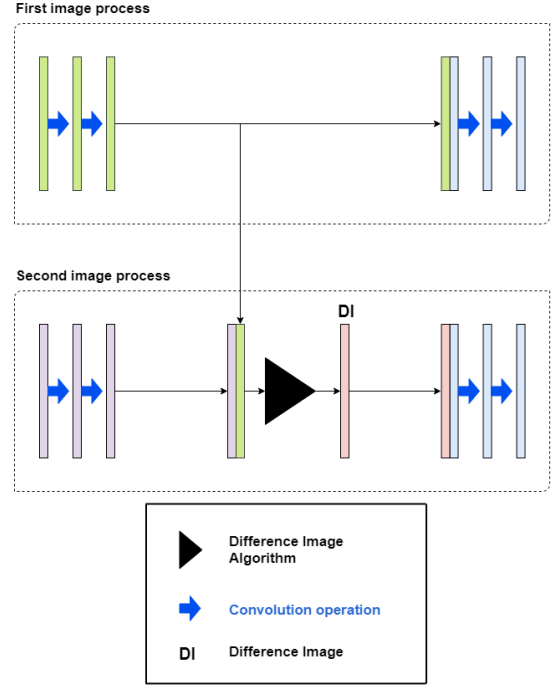 First image process
Second image process
DI
Difference Image
Algorithm
Convolution operation
DI
Difference Image